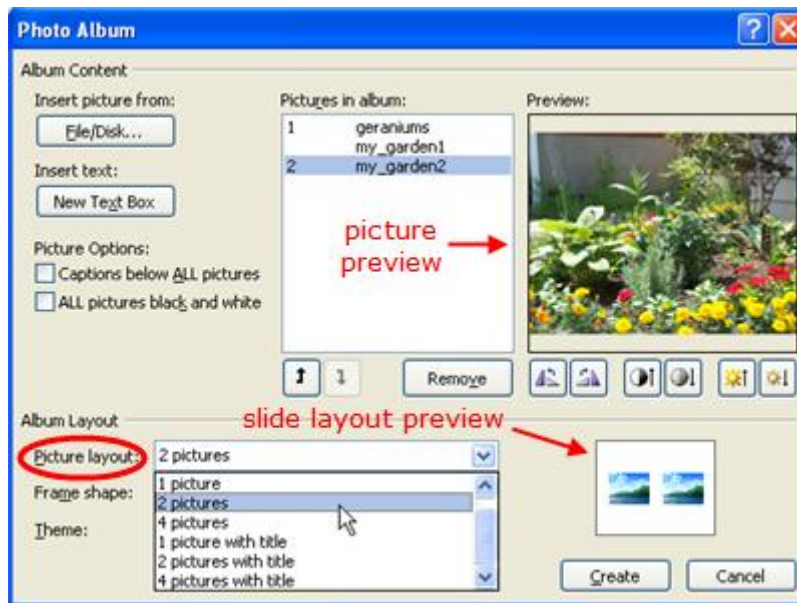 Photo Album
Album Content
Insert picture from:
File/Disk...
Insert text:
New Text Box
Picture Options:
Captions below ALL pictures
ALL pictures black and white
Pictures in album:
1 geraniums
my_garden1
2 my_garden2
Remove
Preview:
picture
preview
Album Layout
slide layout preview
Picture layout:
2 pictures
Frame shape:
Theme:
1 picture
2 pictures
4 pictures
1 picture with title
2 pictures with title
4 pictures with title
Create
Cancel